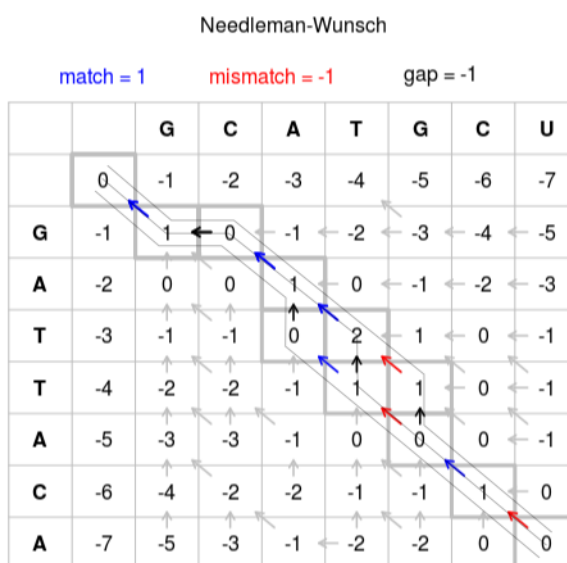 Needleman-Wunsch
match = 1 mismatch = -1 gap = -1
G C A T G C U
0 -1 -2 -3 -4 -5 -6 -7
G -1 1 0 -1 -2 -3 -4 -5
A -2 0 0 1 0 -1 -2 -3
T -3 -1 -1 0 2 1 0 -1
T -4 -2 -2 -1 1 1 0 -1
A -5 -3 -3 -1 0 0 0 -1
C -6 -4 -2 -2 -1 -1 1 0
A -7 -5 -3 -1 -2 -2 0 0